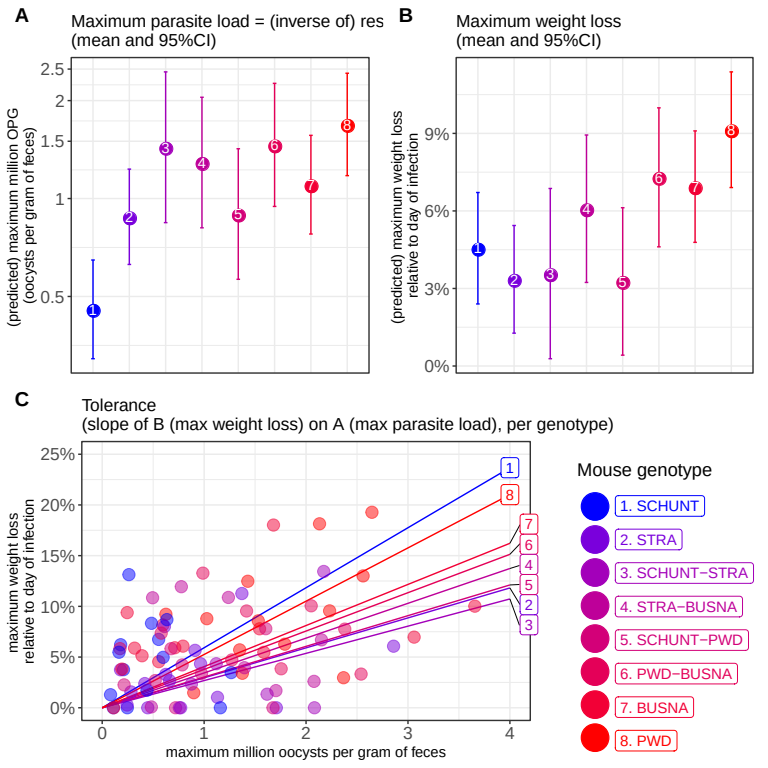 A
Maximum parasite load = (inverse of) res
(mean and 95%CI)
(predicted) maximum million OPG
(oocysts per gram of feces)
2.5
2
1.5
1
0.5
1
2
3
4
5
6
7
8
B
Maximum weight loss
(mean and 95%CI)
(predicted) maximum weight loss
relative to day of infection
9%
6%
3%
0%
1
2
3
4
5
6
7
8
C
Tolerance
(slope of B (max weight loss) on A (max parasite load), per genotype)
maximum weight loss
relative to day of infection
25%
20%
15%
10%
5%
0%
1
8
7
6
4
5
2
3
0
1
2
3
4
maximum million oocysts per gram of feces
Mouse genotype
1. SCHUNT
2. STRA
3. SCHUNT−STRA
4. STRA−BUSNA
5. SCHUNT−PWD
6. PWD−BUSNA
7. BUSNA
8. PWD